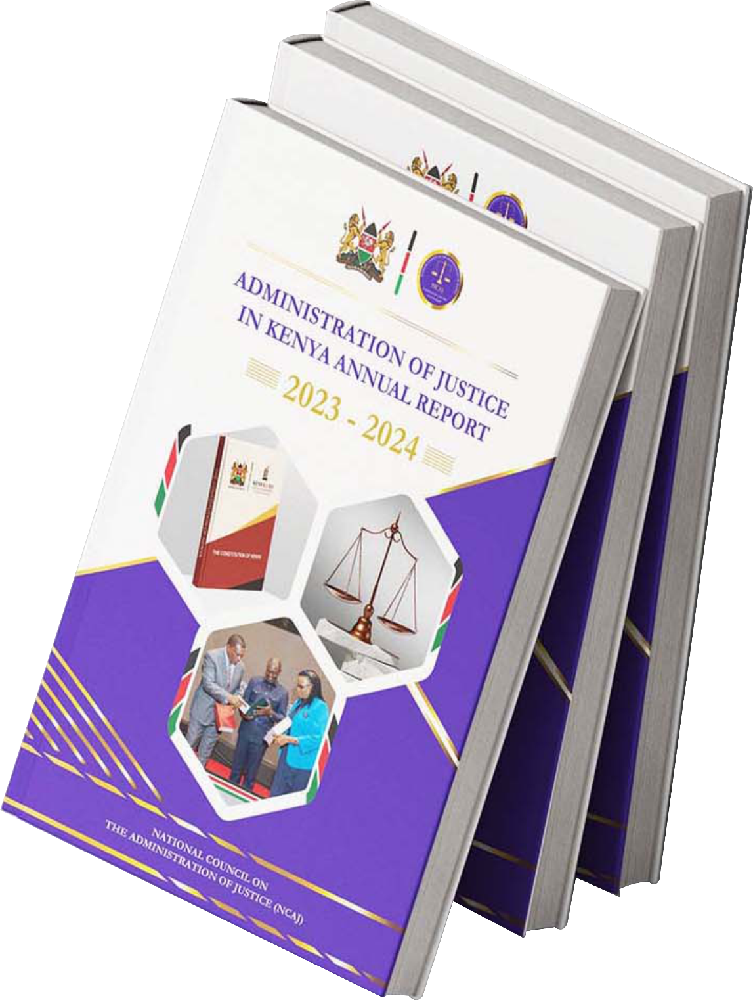 ADMINISTRATION OF JUSTICE
IN KENYA ANNUAL REPORT
2023 - 2024
THE CONSTITUTION OF KENYA
NATIONAL COUNCIL ON
THE ADMINISTRATION OF JUSTICE (NCAJ)